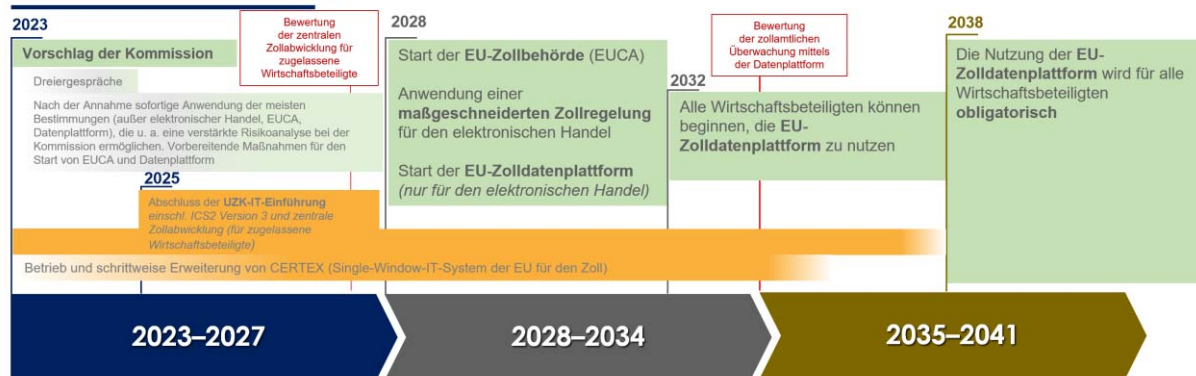 2023
Vorschlag der Kommission
Dreiergespräche
Nach der Annahme sofortige Anwendung der meisten
Bestimmungen (außer elektronischer Handel, EUCA,
Datenplattform), die u. a. eine verstärkte Risikoanalyse bei der
Kommission ermöglichen. Vorbereitende Maßnahmen für den
Start von EUCA und Datenplattform
2025
Abschluss der UZK-IT-Einführung
einschl. ICS2 Version 3 und zentrale
Zollabwicklung (für zugelassene
Wirtschaftsbeteiligte)
Bewertung
der zentralen
Zollabwicklung für
zugelassene
Wirtschaftsbeteiligte
2028
Start der EU-Zollbehörde (EUCA)
Anwendung einer
maßgeschneiderten Zollregelung
für den elektronischen Handel
Start der EU-Zolldatenplattform
(nur für den elektronischen Handel)
2032
Alle Wirtschaftsbeteiligten können
beginnen, die EU-
Zolldatenplattform zu nutzen
Bewertung
der zollamtlichen
Überwachung mittels
der Datenplattform
2038
Die Nutzung der EU-
Zolldatenplattform wird für alle
Wirtschaftsbeteiligten
obligatorisch
Betrieb und schrittweise Erweiterung von CERTEX (Single-Window-IT-System der EU für den Zoll)
2023–2027
2028–2034
2035–2041